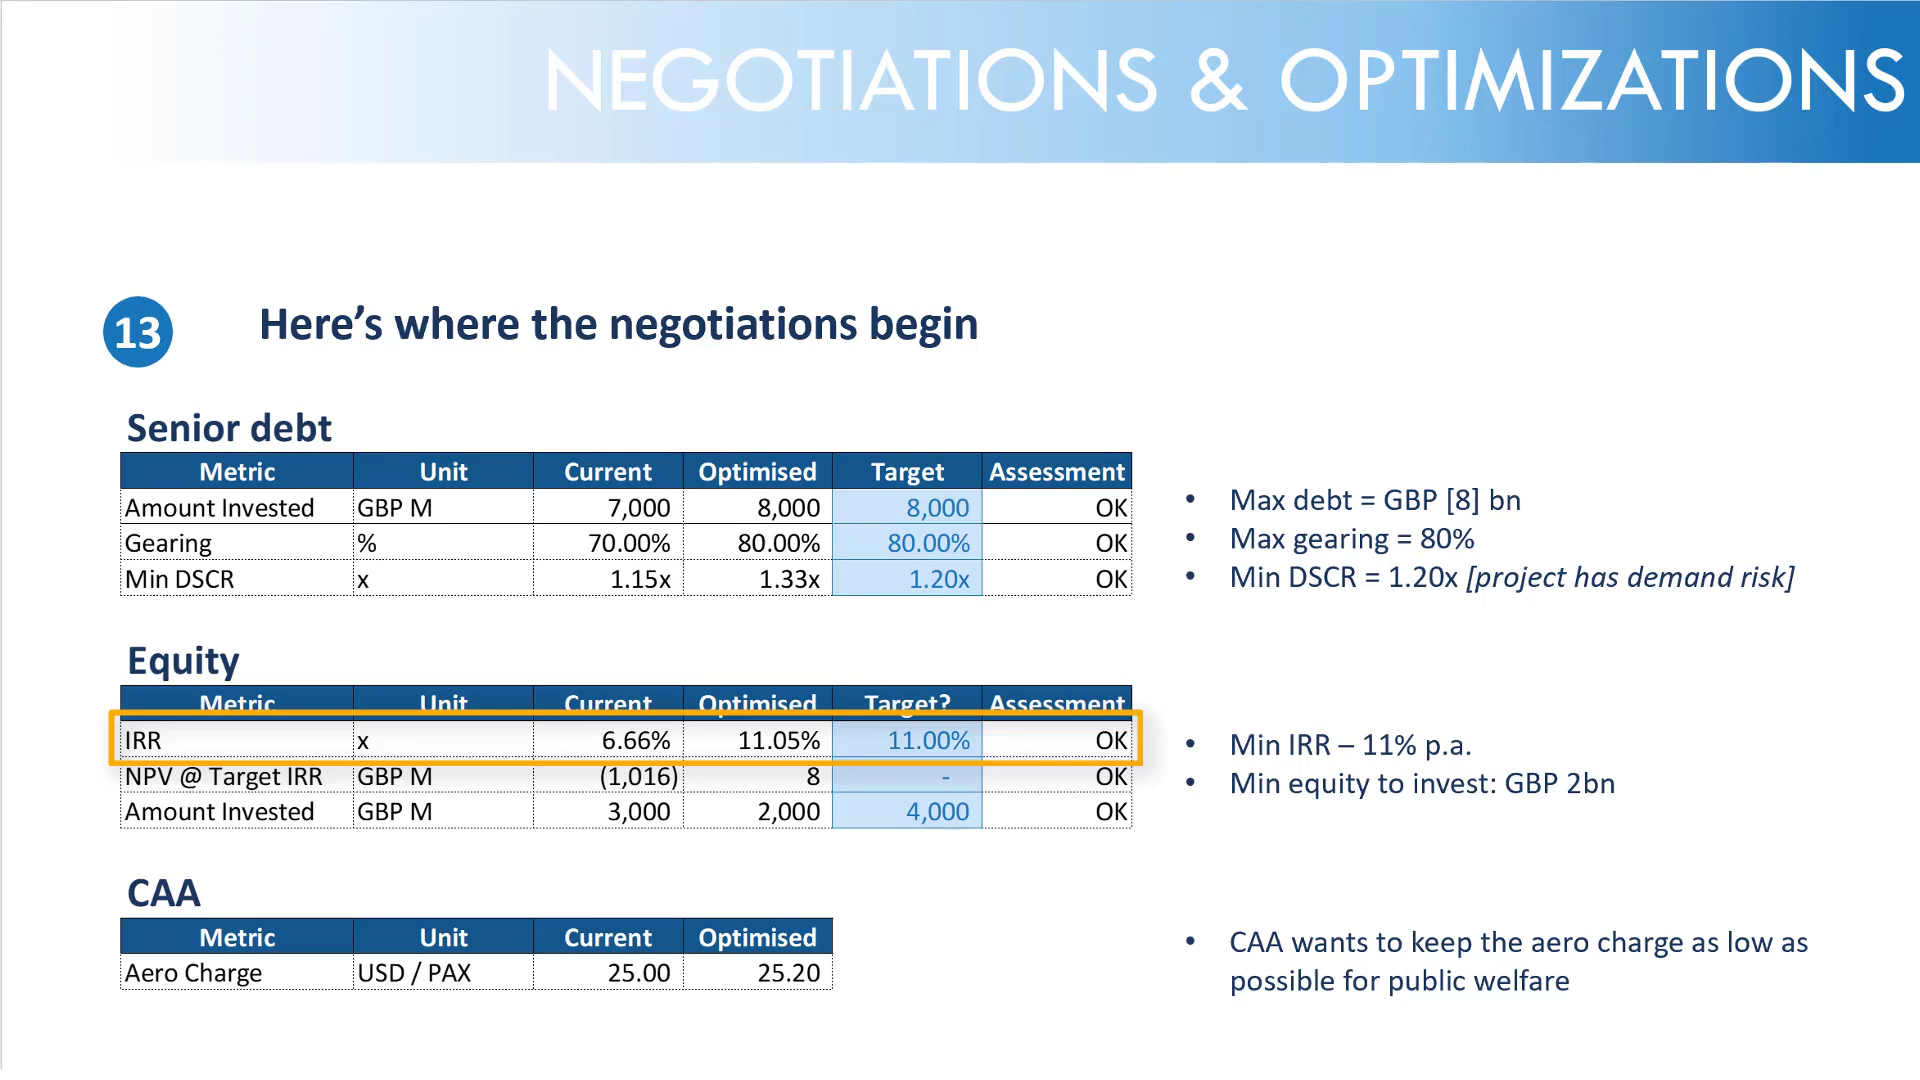 NEGOTIATIONS & OPTIMIZATIONS
13 Here’s where the negotiations begin
Senior debt
Metric Unit Current Optimised Target Assessment
Amount Invested GBP M 7,000 8,000 8,000 OK
Gearing % 70.00% 80.00% 80.00% OK
Min DSCR x 1.15x 1.33x 1.20x OK
• Max debt = GBP [8] bn
• Max gearing = 80%
• Min DSCR = 1.20x [project has demand risk]
Equity
Metric Unit Current Optimised Target? Assessment
IRR x 6.66% 11.05% 11.00% OK
NPV @ Target IRR GBP M (1,016) 8 - OK
Amount Invested GBP M 3,000 2,000 4,000 OK
• Min IRR – 11% p.a.
• Min equity to invest: GBP 2bn
CAA
Metric Unit Current Optimised
Aero Charge USD / PAX 25.00 25.20
• CAA wants to keep the aero charge as low as
possible for public welfare